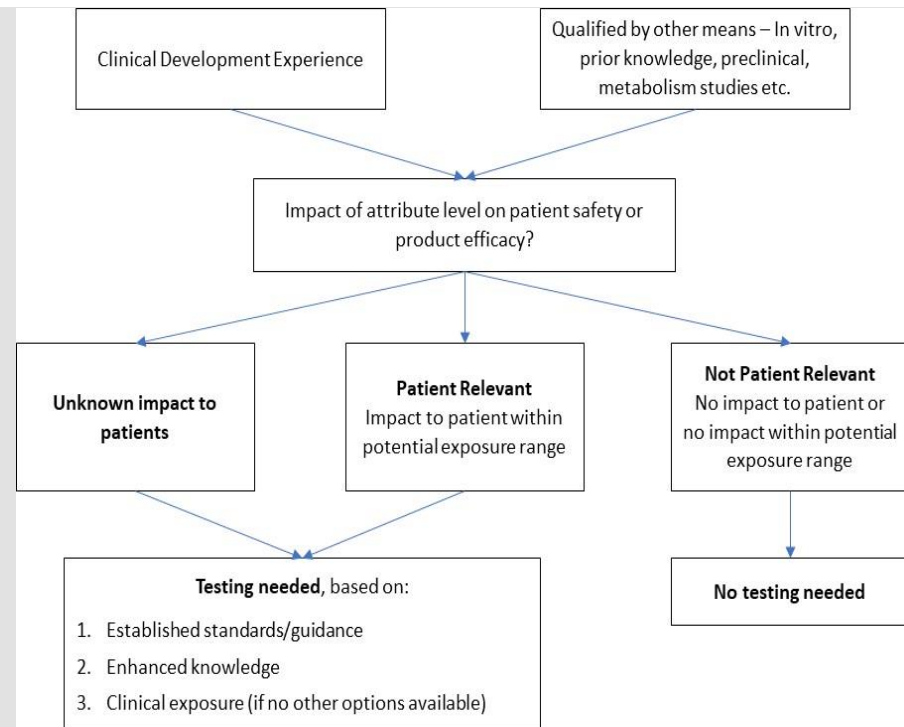 Clinical Development Experience
Qualified by other means – In vitro,
prior knowledge, preclinical,
metabolism studies etc.
Impact of attribute level on patient safety or
product efficacy?
Unknown impact to
patients
Patient Relevant
Impact to patient within
potential exposure range
Not Patient Relevant
No impact to patient or
no impact within potential
exposure range
Testing needed, based on:
1. Established standards/guidance
2. Enhanced knowledge
3. Clinical exposure (if no other options available)
No testing needed